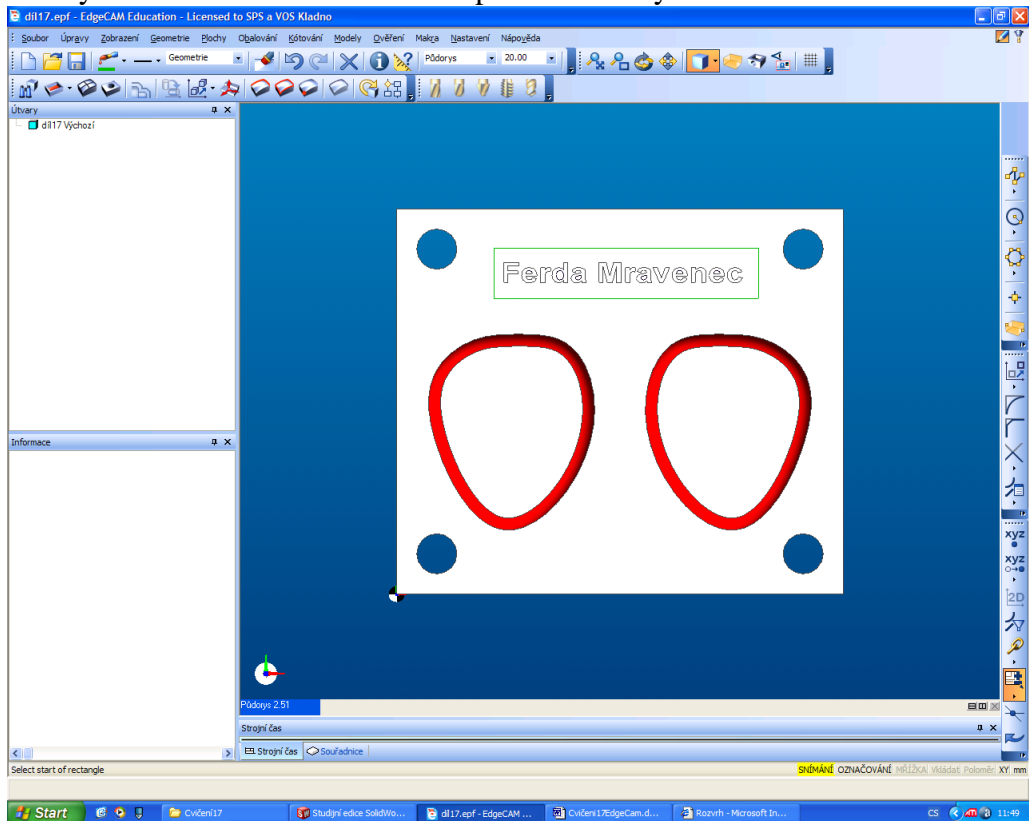 díl17.epf - EdgeCAM Education - Licensed to SPS a VOS Kladno
Soubor Úpravy Zobrazení Geometrie Plochy Obalování Kótování Modely Ověření Makra Nastavení Nápověda
Geometrie Půdorys 20.00
Útvary
díl17 Výchozí
Ferda Mravenec
Informace
xyz
xyz
2D
Půdorys 2.51
Strojní čas
Strojní čas Souřadnice
Select start of rectangle SNÍMÁNÍ OZNAČOVÁNÍ MŘÍŽKA Vkládat Poloměr XY mm
Start Cvičení17 Studijní edice SolidWo... díl17.epf - EdgeCAM ... Cvičení17EdgeCam.d... Rozvrh - Microsoft In... CS 11:49